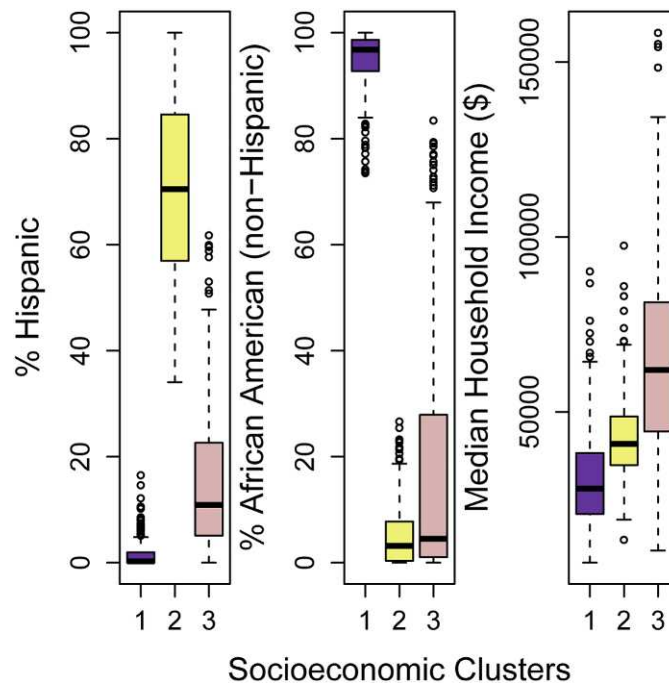 % Hispanic
100
80
60
40
20
0
1 2 3
% African American (non−Hispanic)
100
80
60
40
20
0
1 2 3
Median Household Income ($)
150000
100000
50000
1 2 3
Socioeconomic Clusters